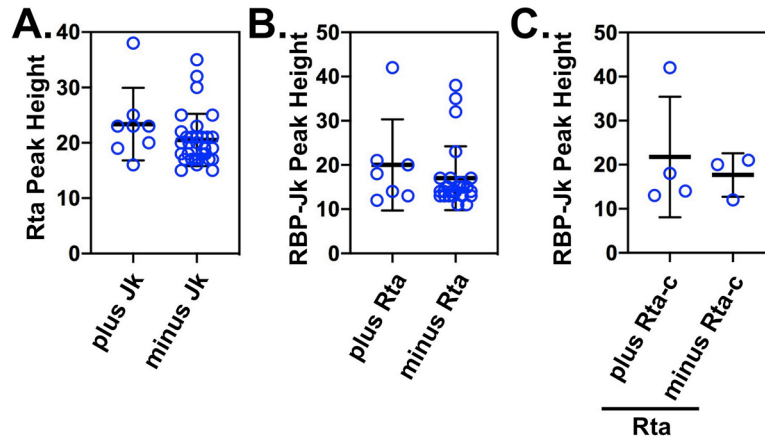 A.
Rta Peak Height
40
30
20
10
0
plus Jk
minus Jk
B.
RBP-Jk Peak Height
50
40
30
20
10
0
plus Rta
minus Rta
C.
RBP-Jk Peak Height
50
40
30
20
10
0
plus Rta-c
minus Rta-c
Rta